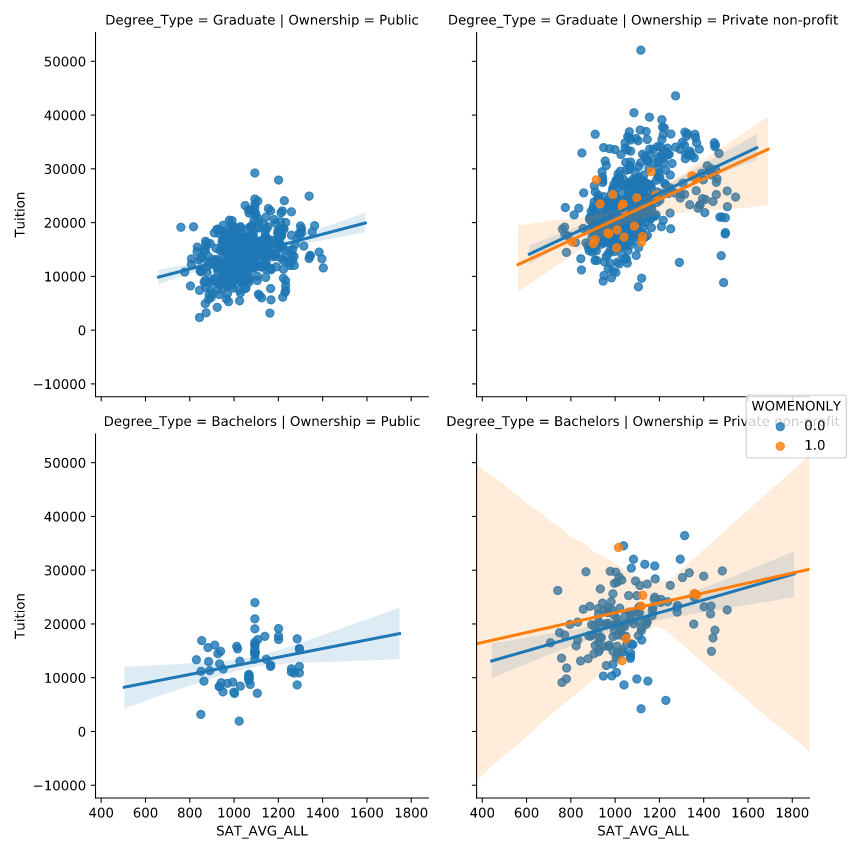 Degree_Type = Graduate | Ownership = Public
Degree_Type = Graduate | Ownership = Private non-profit
50000
40000
30000
20000
10000
0
−10000
Tuition
Degree_Type = Bachelors | Ownership = Public
Degree_Type = Bachelors | Ownership = Private non-profit
WOMENONLY
0.0
1.0
50000
40000
30000
20000
10000
0
−10000
Tuition
400 600 800 1000 1200 1400 1600 1800
400 600 800 1000 1200 1400 1600 1800
SAT_AVG_ALL
SAT_AVG_ALL